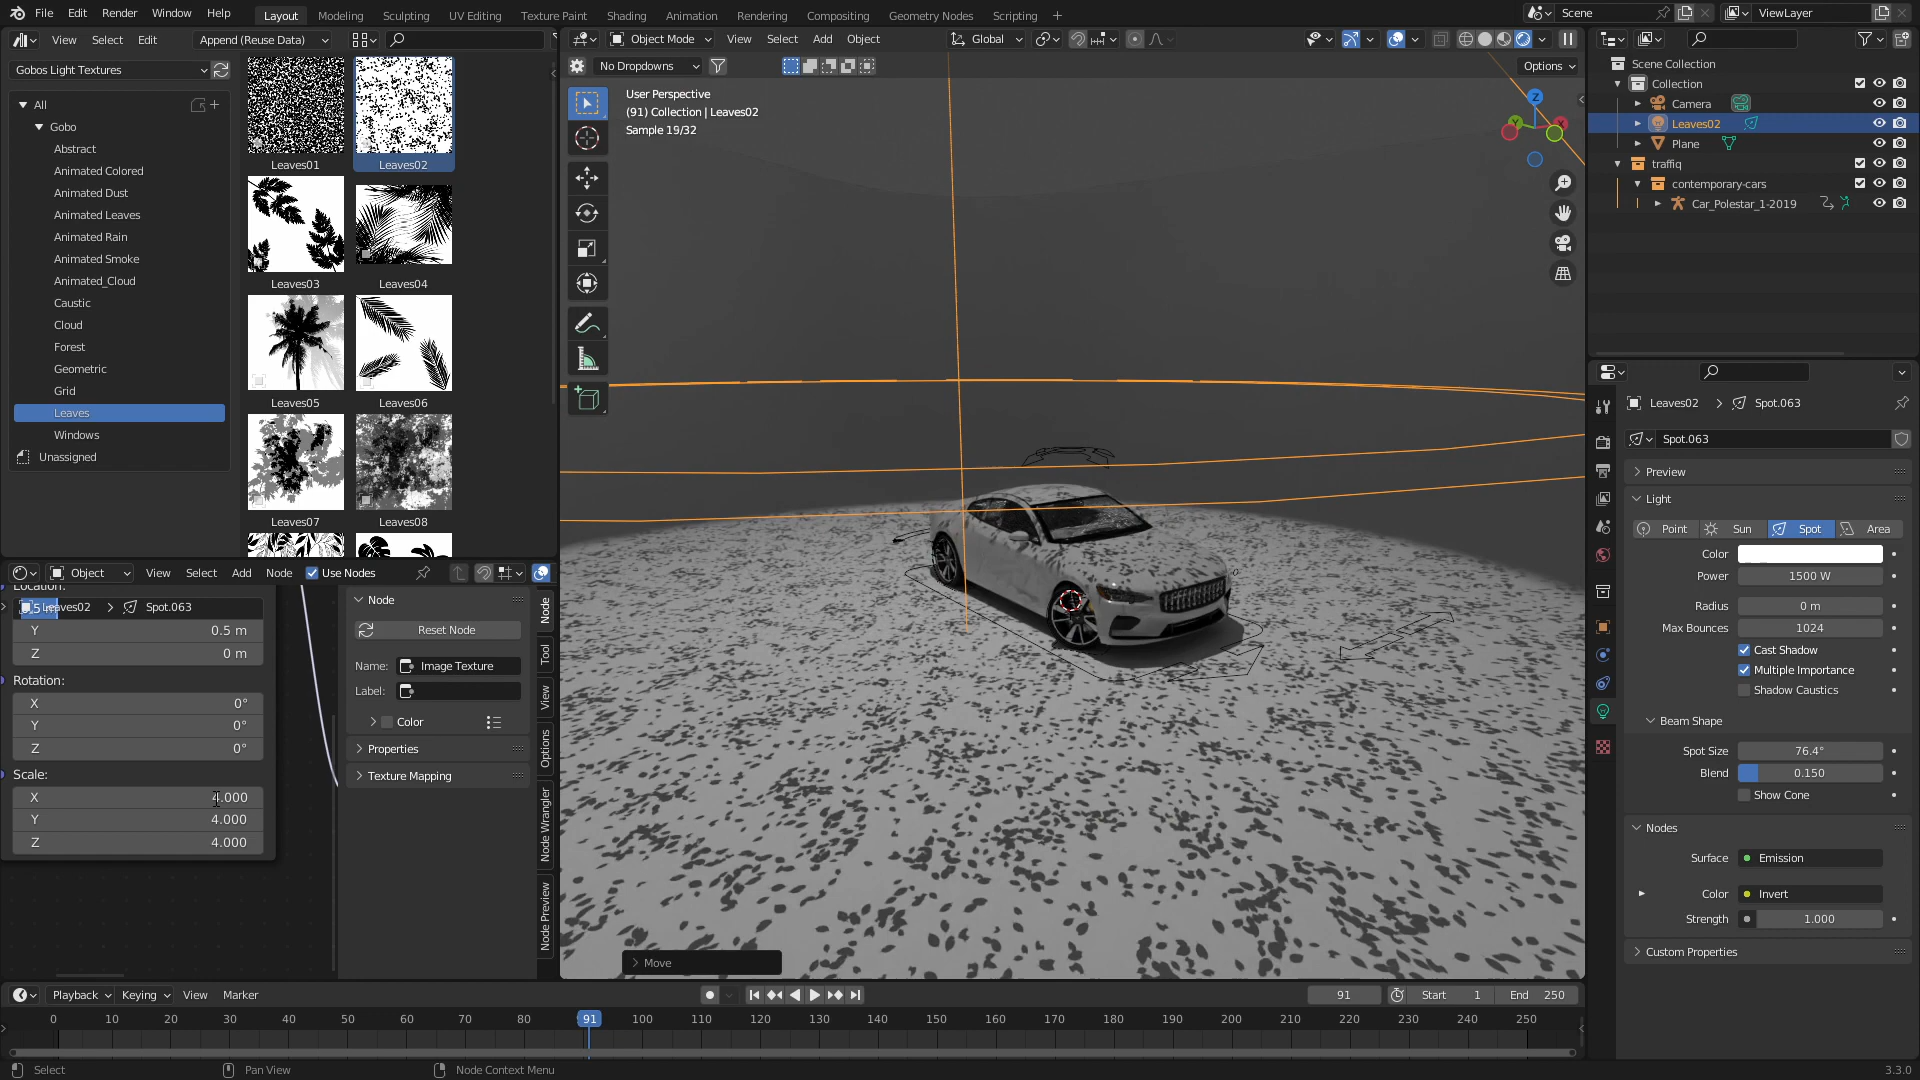 File Edit Render Window Help Layout Modeling Sculpting UV Editing Texture Paint Shading Animation Rendering Compositing Geometry Nodes Scripting + Scene ViewLayer
View Select Edit Append (Reuse Data)
Object Mode View Select Add Object Global
Gobos Light Textures
No Dropdowns
Options
All
Gobo
Abstract
Animated Colored
Animated Dust
Animated Leaves
Animated Rain
Animated Smoke
Animated_Cloud
Caustic
Cloud
Forest
Geometric
Grid
Leaves
Windows
Unassigned
Leaves01 Leaves02
Leaves03 Leaves04
Leaves05 Leaves06
Leaves07 Leaves08
User Perspective
(91) Collection | Leaves02
Sample 19/32
Z
Move
Scene Collection
Collection
Camera
Leaves02
Plane
traffiq
contemporary-cars
Car_Polestar_1-2019
Leaves02 > Spot.063
Spot.063
Preview
Light
Point Sun Spot Area
Color
Power 1500 W
Radius 0 m
Max Bounces 1024
Cast Shadow
Multiple Importance
Shadow Caustics
Beam Shape
Spot Size 76.4°
Blend 0.150
Show Cone
Nodes
Surface Emission
Color Invert
Strength 1.000
Custom Properties
Object View Select Add Node Use Nodes
Location:
Leaves02 > Spot.063
Y 0.5 m
Z 0 m
Rotation:
X 0°
Y 0°
Z 0°
Scale:
X 4.000
Y 4.000
Z 4.000
Node
Reset Node
Name: Image Texture
Label:
Color
Properties
Texture Mapping
Node
Tool
View
Options
Node Wrangler
Node Preview
Playback Keying View Marker 91 Start 1 End 250
0 10 20 30 40 50 60 70 80 91 100 110 120 130 140 150 160 170 180 190 200 210 220 230 240 250
Select Pan View Node Context Menu 3.3.0